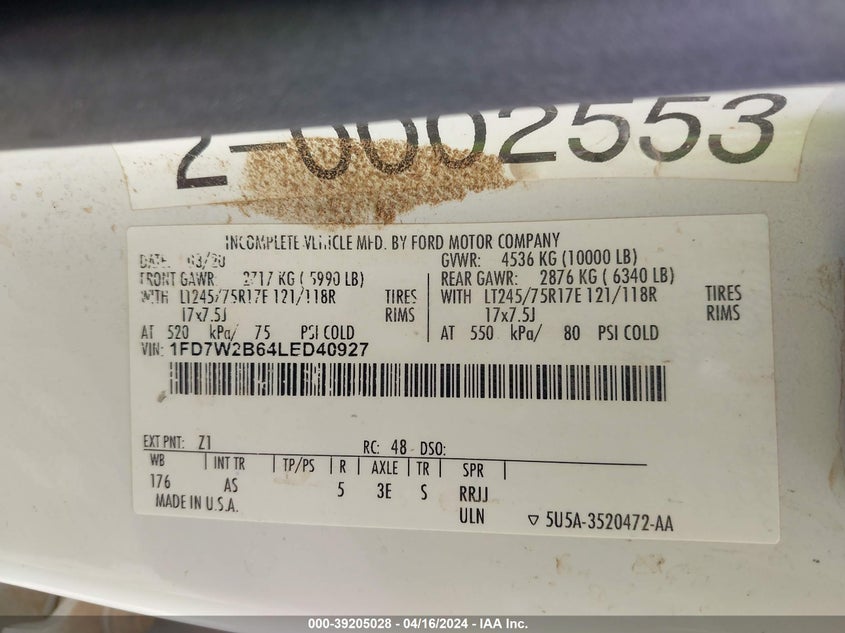 2-0002553
INCOMPLETE VEHICLE MFD. BY FORD MOTOR COMPANY
DATE: 03/20 GVWR: 4536 KG (10000 LB)
FRONT GAWR: 2717 KG ( 5990 LB) REAR GAWR: 2876 KG ( 6340 LB)
WITH LT245/75R17E 121/118R TIRES WITH LT245/75R17E 121/118R TIRES
17x7.5J RIMS 17x7.5J RIMS
AT 520 kPa/ 75 PSI COLD AT 550 kPa/ 80 PSI COLD
VIN: 1FD7W2B64LED40927
EXT PNT: Z1 RC: 48 DSO:
WB INT TR TP/PS R AXLE TR SPR
176 AS 5 3E S RRJJ
MADE IN U.S.A. ULN ▽ 5U5A-3520472-AA
000-39205028 - 04/16/2024 - IAA Inc.